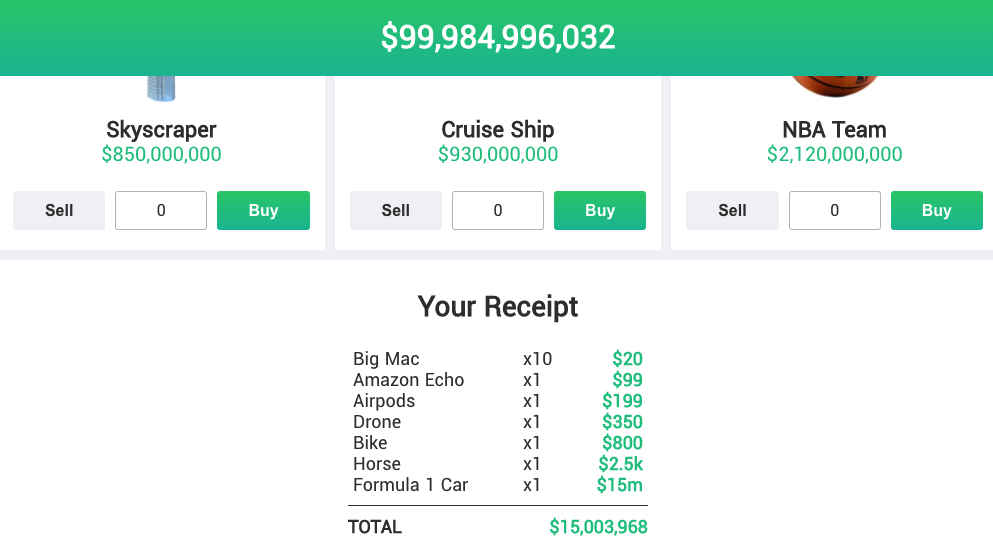 $99,984,996,032
Skyscraper
$850,000,000
Sell 0 Buy
Cruise Ship
$930,000,000
Sell 0 Buy
NBA Team
$2,120,000,000
Sell 0 Buy
Your Receipt
Big Mac x10 $20
Amazon Echo x1 $99
Airpods x1 $199
Drone x1 $350
Bike x1 $800
Horse x1 $2.5k
Formula 1 Car x1 $15m
TOTAL $15,003,968